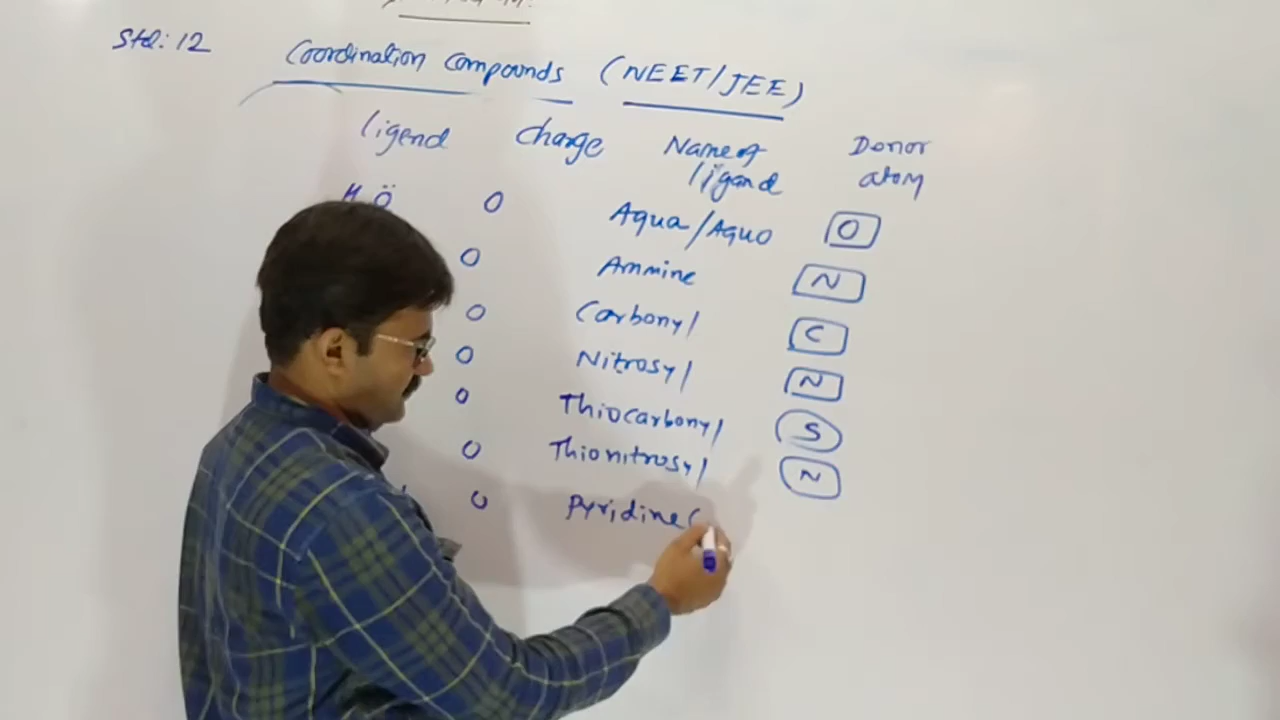 Std: 12
Coordination Compounds (NEET/JEE)
ligend Charge Name of ligand Donor atom
H Ö 0 Aqua/Aquo O
0 Ammine N
0 Carbonyl C
0 Nitrosyl N
0 Thiocarbonyl S
0 Thionitrosyl N
0 Pyridine (